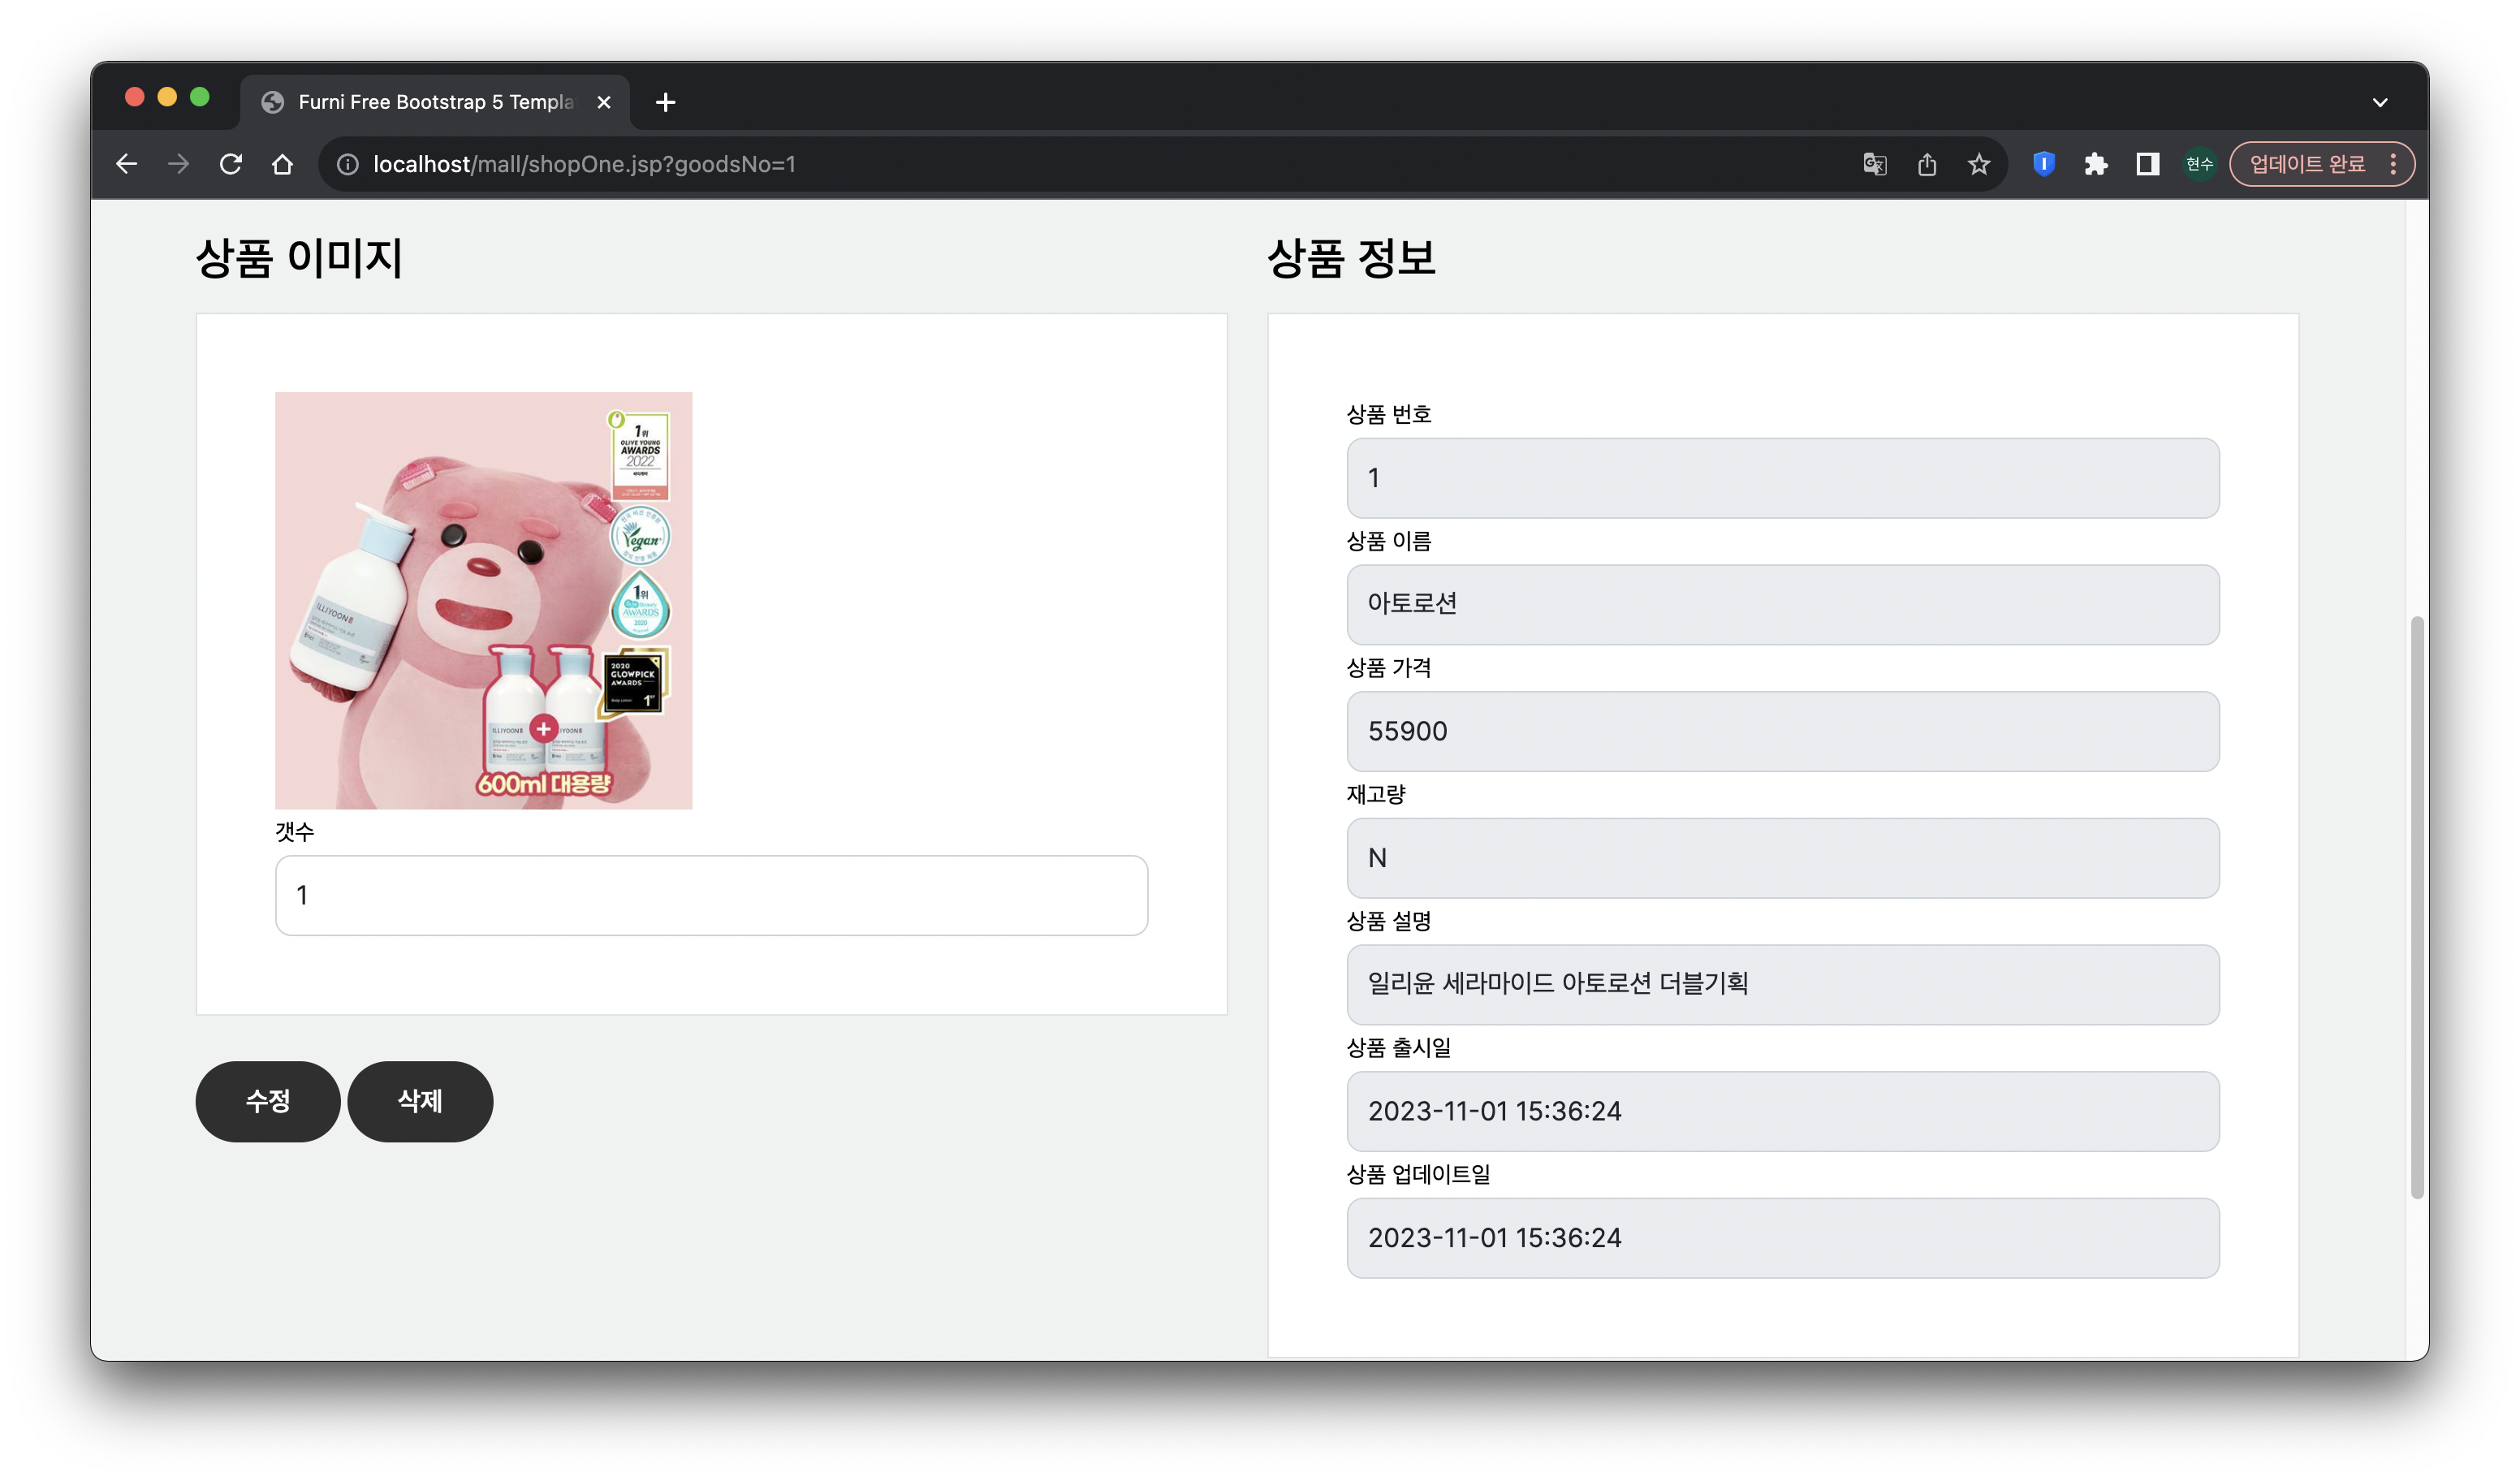 Furni Free Bootstrap 5 Templa
localhost/mall/shopOne.jsp?goodsNo=1
현수
업데이트 완료
상품 이미지
1위
OLIVE YOUNG
AWARDS
2022
Vegan
1위
AWARDS
2020
2020
GLOWPICK
AWARDS
1ST
ILLIYOON
ILLIYOON
ILLIYOON
600ml 대용량
갯수
1
수정
삭제
상품 정보
상품 번호
1
상품 이름
아토로션
상품 가격
55900
재고량
N
상품 설명
일리윤 세라마이드 아토로션 더블기획
상품 출시일
2023-11-01 15:36:24
상품 업데이트일
2023-11-01 15:36:24